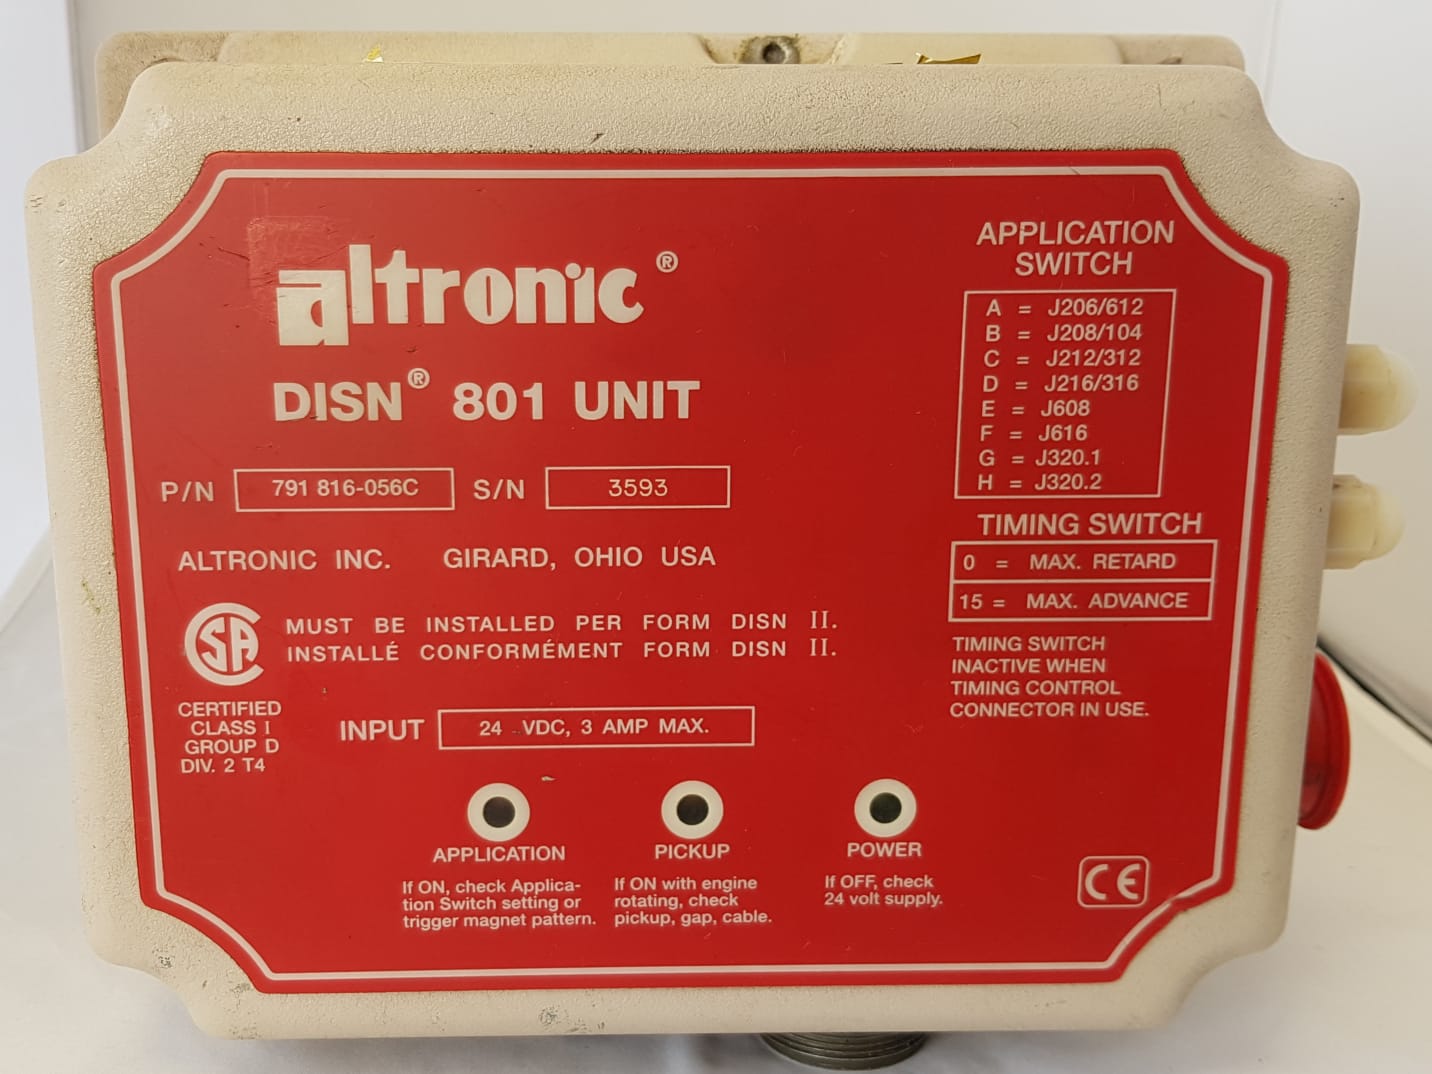 altronic®
DISN® 801 UNIT
P/N 791 816-056C S/N 3593
ALTRONIC INC. GIRARD, OHIO USA
CSA
MUST BE INSTALLED PER FORM DISN II.
INSTALLÉ CONFORMÉMENT FORM DISN II.
CERTIFIED
CLASS I
GROUP D
DIV. 2 T4
INPUT 24 VDC, 3 AMP MAX.
APPLICATION
If ON, check Applica-
tion Switch setting or
trigger magnet pattern.
PICKUP
If ON with engine
rotating, check
pickup, gap, cable.
POWER
If OFF, check
24 volt supply.
APPLICATION
SWITCH
A = J206/612
B = J208/104
C = J212/312
D = J216/316
E = J608
F = J616
G = J320.1
H = J320.2
TIMING SWITCH
0 = MAX. RETARD
15 = MAX. ADVANCE
TIMING SWITCH
INACTIVE WHEN
TIMING CONTROL
CONNECTOR IN USE.
CE